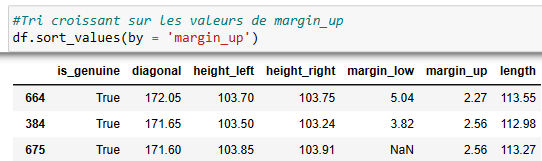 #Tri croissant sur les valeurs de margin_up
df.sort_values(by = 'margin_up')
is_genuine diagonal height_left height_right margin_low margin_up length
664 True 172.05 103.70 103.75 5.04 2.27 113.55
384 True 171.65 103.50 103.24 3.82 2.56 112.98
675 True 171.60 103.85 103.91 NaN 2.56 113.27